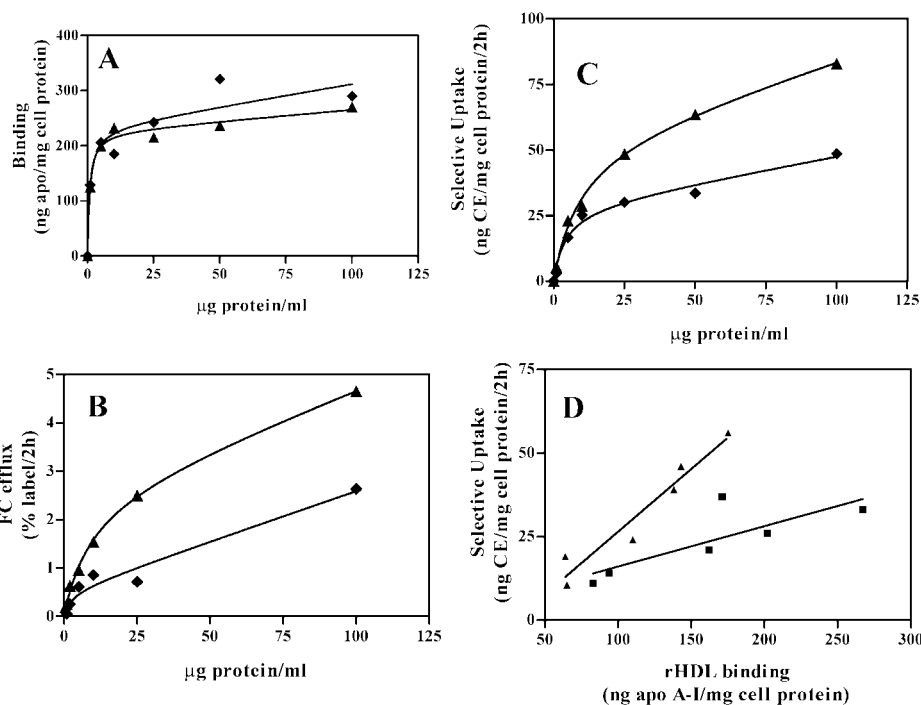 A
400
300
200
100
0
Binding
(ng apo/mg cell protein)
0 25 50 75 100 125
μg protein/ml
C
100
75
50
25
0
Selective Uptake
(ng CE/mg cell protein/2h)
0 25 50 75 100 125
μg protein/ml
B
5
4
3
2
1
0
FC efflux
(% label/2h)
0 25 50 75 100 125
μg protein/ml
D
75
50
25
0
Selective Uptake
(ng CE/mg cell protein/2h)
50 100 150 200 250 300
rHDL binding
(ng apo A-I/mg cell protein)